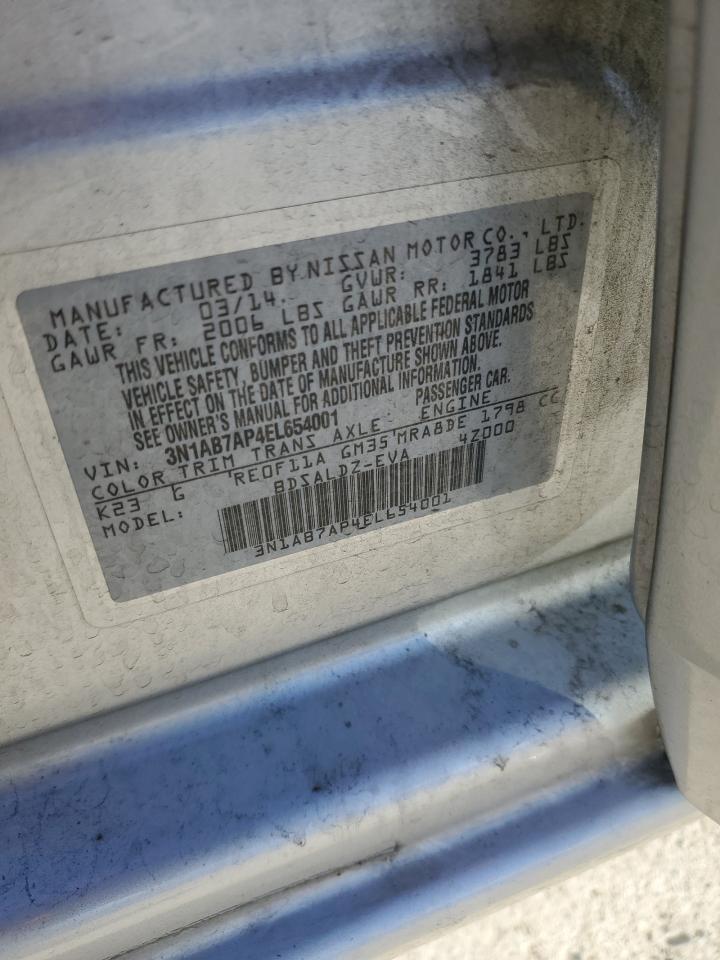 MANUFACTURED BY NISSAN MOTOR CO., LTD.
DATE: 03/14. GVWR: 3783 LBS
GAWR FR: 2006 LBS GAWR RR: 1841 LBS
THIS VEHICLE CONFORMS TO ALL APPLICABLE FEDERAL MOTOR
VEHICLE SAFETY, BUMPER AND THEFT PREVENTION STANDARDS
IN EFFECT ON THE DATE OF MANUFACTURE SHOWN ABOVE.
SEE OWNER'S MANUAL FOR ADDITIONAL INFORMATION.
VIN: 3N1AB7AP4EL654001 PASSENGER CAR.
COLOR TRIM TRANS AXLE ENGINE
K23 G RE0F11A GM35 MRA8DE 1798 CC
MODEL: BDSALDZ-EVA 4Z000
3N1AB7AP4EL654001